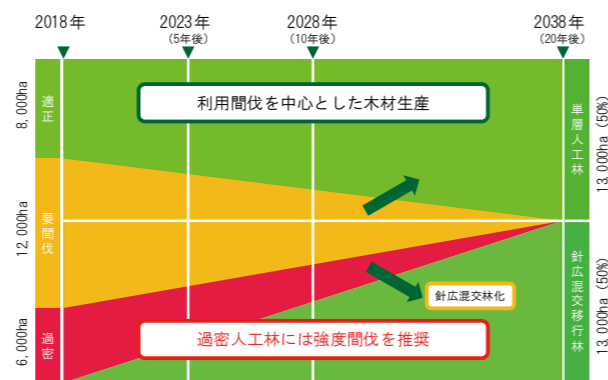 2018年
2023年
(5年後)
2028年
(10年後)
2038年
(20年後)
8,000ha
適正
利用間伐を中心とした木材生産
単層人工林
13,000ha (50%)
12,000ha
要間伐
針広混交林化
針広混交移行林
13,000ha (50%)
6,000ha
過密
過密人工林には強度間伐を推奨